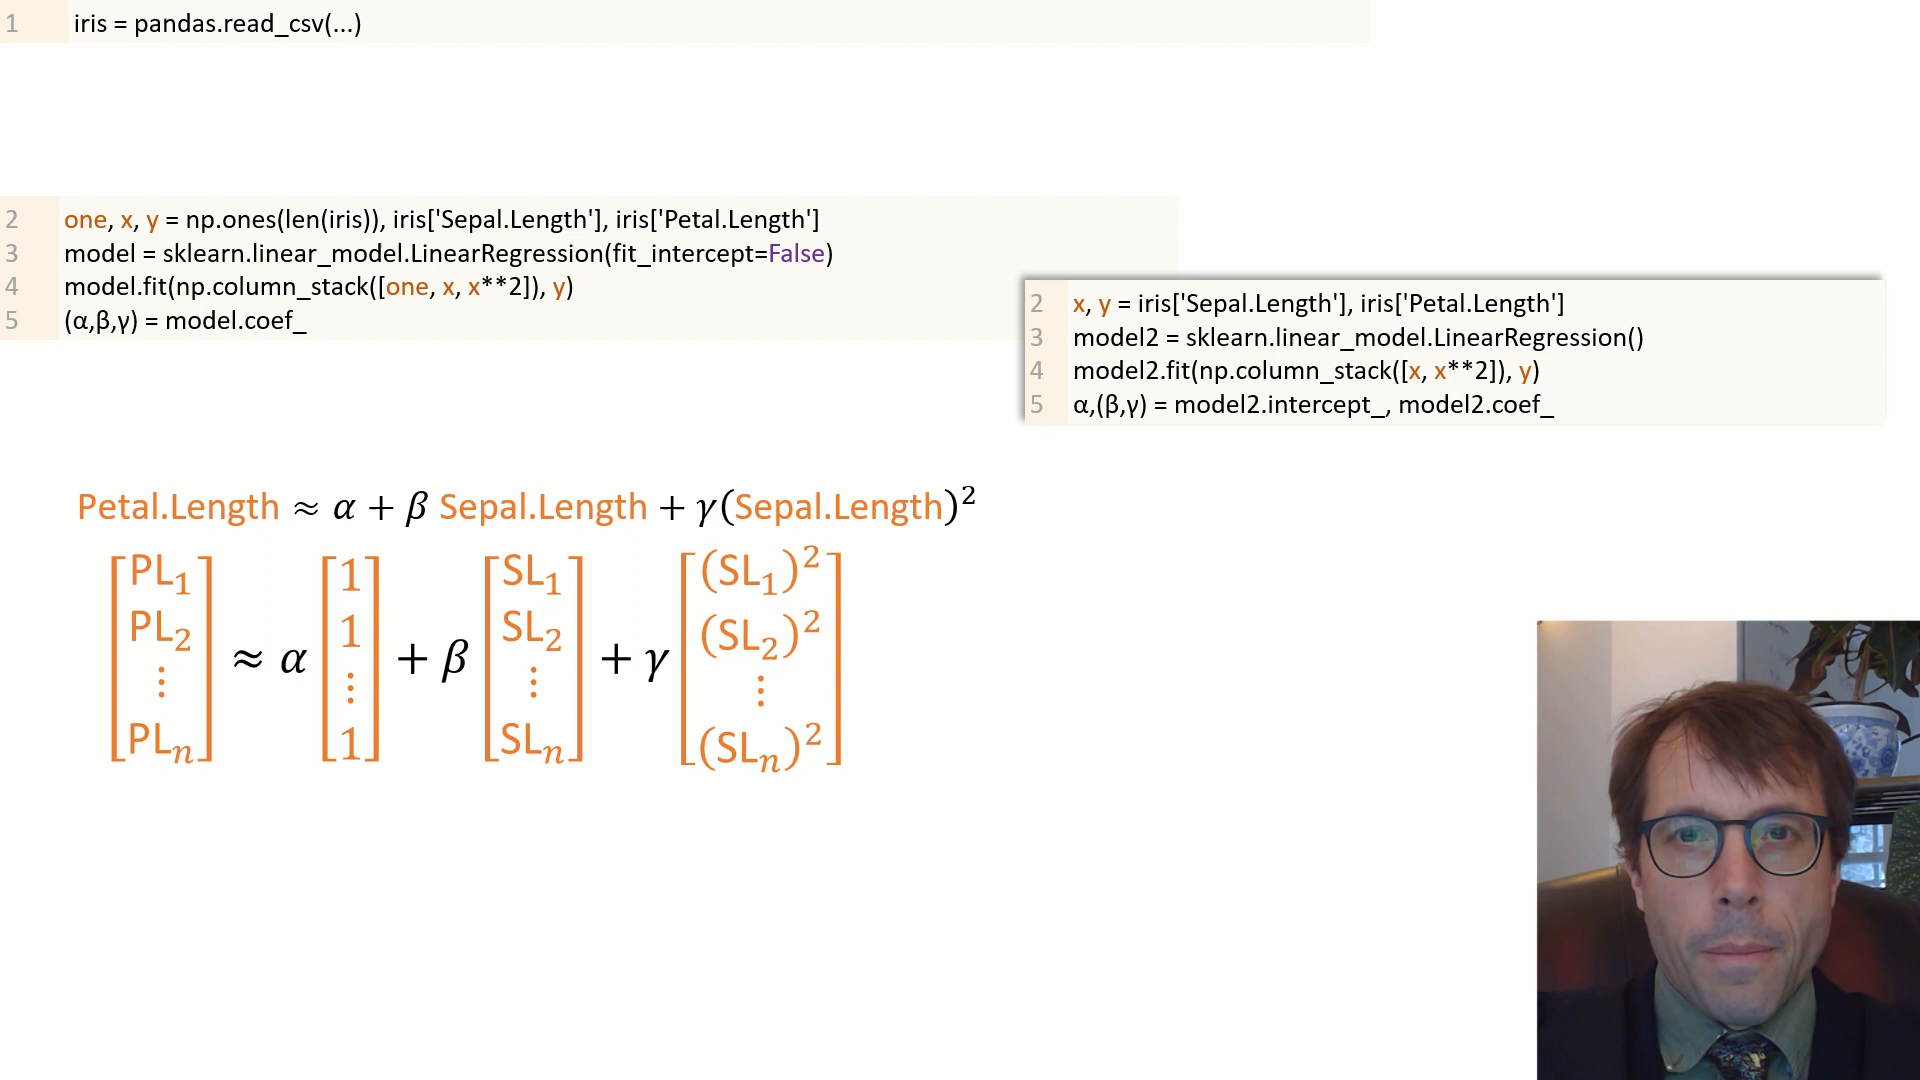 1 iris = pandas.read_csv(...)
2 one, x, y = np.ones(len(iris)), iris['Sepal.Length'], iris['Petal.Length']
3 model = sklearn.linear_model.LinearRegression(fit_intercept=False)
4 model.fit(np.column_stack([one, x, x**2]), y)
5 (α,β,γ) = model.coef_
2 x, y = iris['Sepal.Length'], iris['Petal.Length']
3 model2 = sklearn.linear_model.LinearRegression()
4 model2.fit(np.column_stack([x, x**2]), y)
5 α,(β,γ) = model2.intercept_, model2.coef_
Petal.Length ≈ α + β Sepal.Length + γ(Sepal.Length)²
[PL₁ PL₂ ⋮ PLₙ] ≈ α [1 1 ⋮ 1] + β [SL₁ SL₂ ⋮ SLₙ] + γ [(SL₁)² (SL₂)² ⋮ (SLₙ)²]